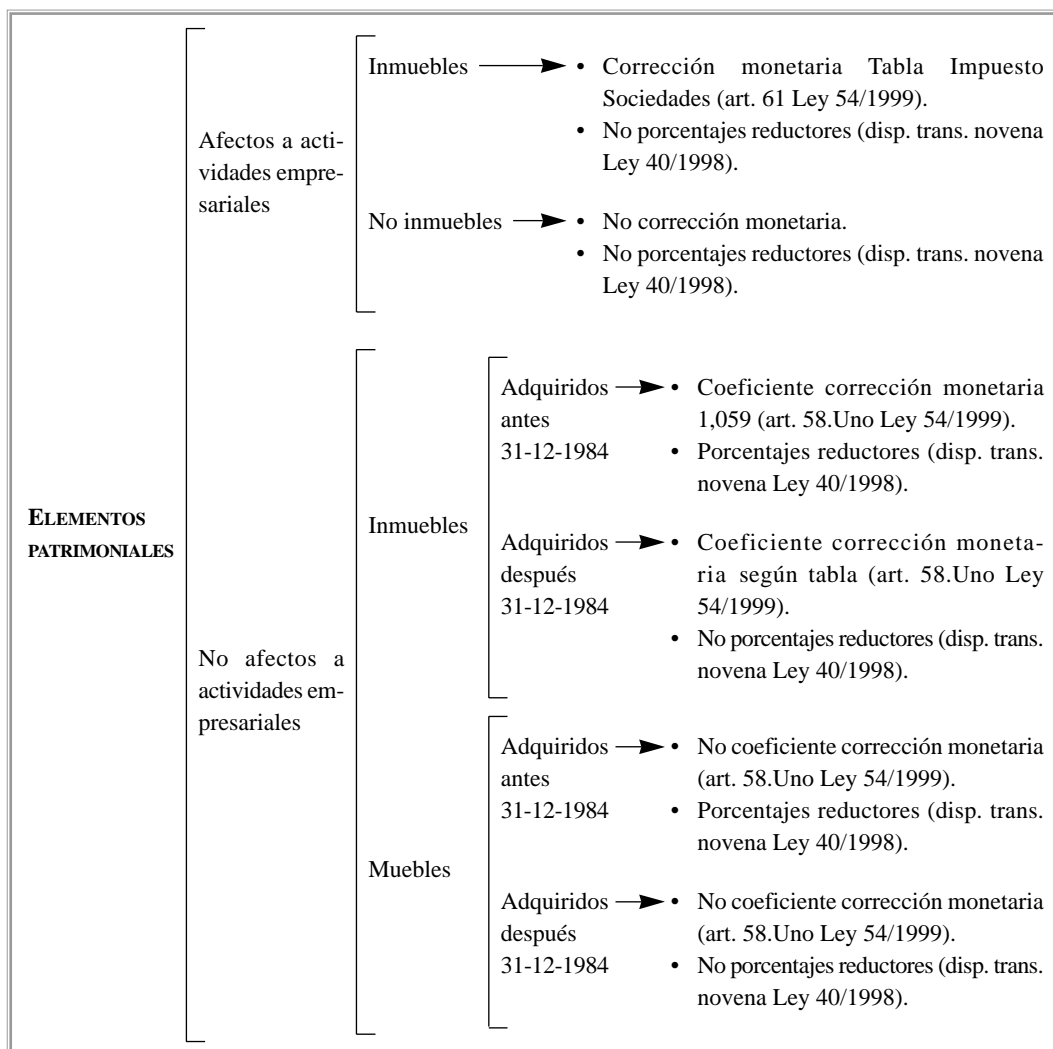 ELEMENTOS
PATRIMONIALES
Afectos a acti-
vidades empre-
sariales
Inmuebles
• Corrección monetaria Tabla Impuesto
Sociedades (art. 61 Ley 54/1999).
• No porcentajes reductores (disp. trans. novena
Ley 40/1998).
No inmuebles
• No corrección monetaria.
• No porcentajes reductores (disp. trans. novena
Ley 40/1998).
No afectos a
actividades em-
presariales
Inmuebles
Adquiridos
antes
31-12-1984
• Coeficiente corrección monetaria
1,059 (art. 58.Uno Ley 54/1999).
• Porcentajes reductores (disp. trans.
novena Ley 40/1998).
Adquiridos
después
31-12-1984
• Coeficiente corrección moneta-
ria según tabla (art. 58.Uno Ley
54/1999).
• No porcentajes reductores (disp. trans.
novena Ley 40/1998).
Muebles
Adquiridos
antes
31-12-1984
• No coeficiente corrección monetaria
(art. 58.Uno Ley 54/1999).
• Porcentajes reductores (disp. trans.
novena Ley 40/1998).
Adquiridos
después
31-12-1984
• No coeficiente corrección monetaria
(art. 58.Uno Ley 54/1999).
• No porcentajes reductores (disp. trans.
novena Ley 40/1998).